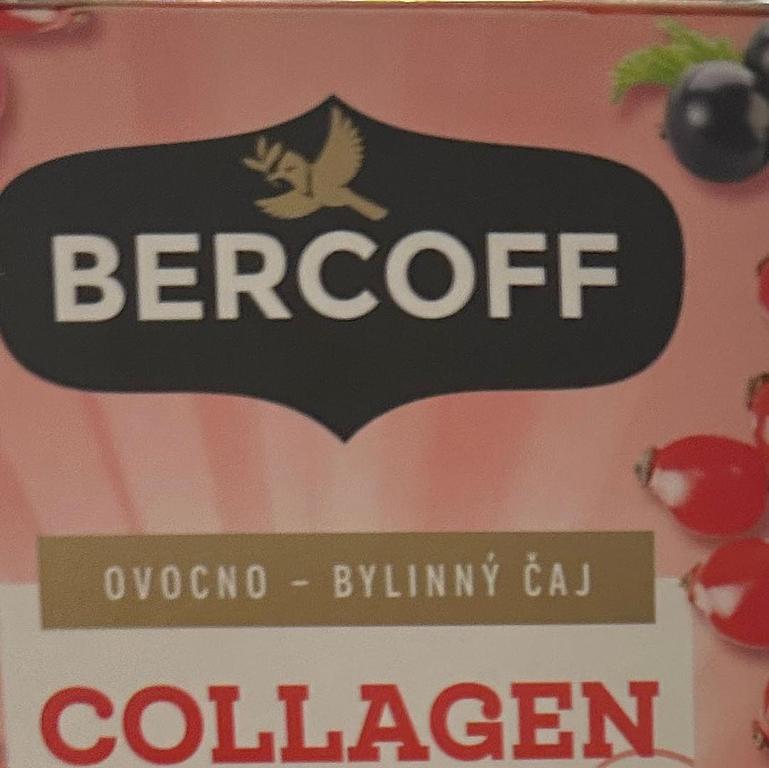 BERCOFF
OVOCNO - BYLINNÝ ČAJ
COLLAGEN